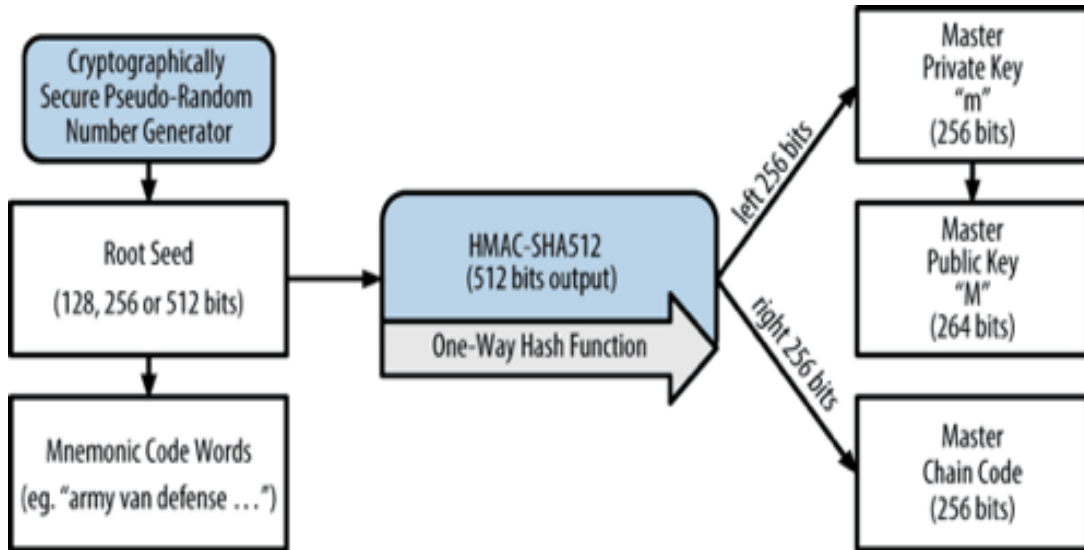 Cryptographically
Secure Pseudo-Random
Number Generator
Root Seed
(128, 256 or 512 bits)
Mnemonic Code Words
(eg. “army van defense ...”)
HMAC-SHA512
(512 bits output)
One-Way Hash Function
left 256 bits
right 256 bits
Master
Private Key
“m”
(256 bits)
Master
Public Key
“M”
(264 bits)
Master
Chain Code
(256 bits)